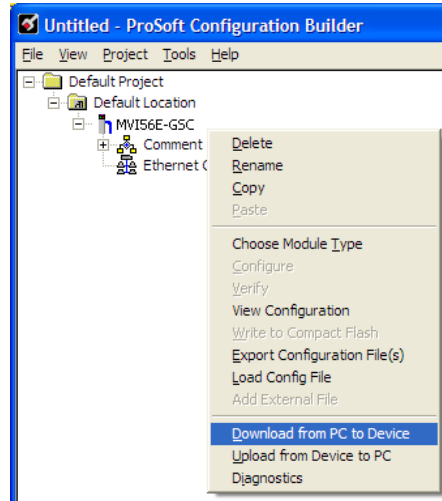 Untitled - ProSoft Configuration Builder
File View Project Tools Help
Default Project
Default Location
MVI56E-GSC
Comment
Ethernet
Delete
Rename
Copy
Paste
Choose Module Type
Configure
Verify
View Configuration
Write to Compact Flash
Export Configuration File(s)
Load Config File
Add External File
Download from PC to Device
Upload from Device to PC
Diagnostics